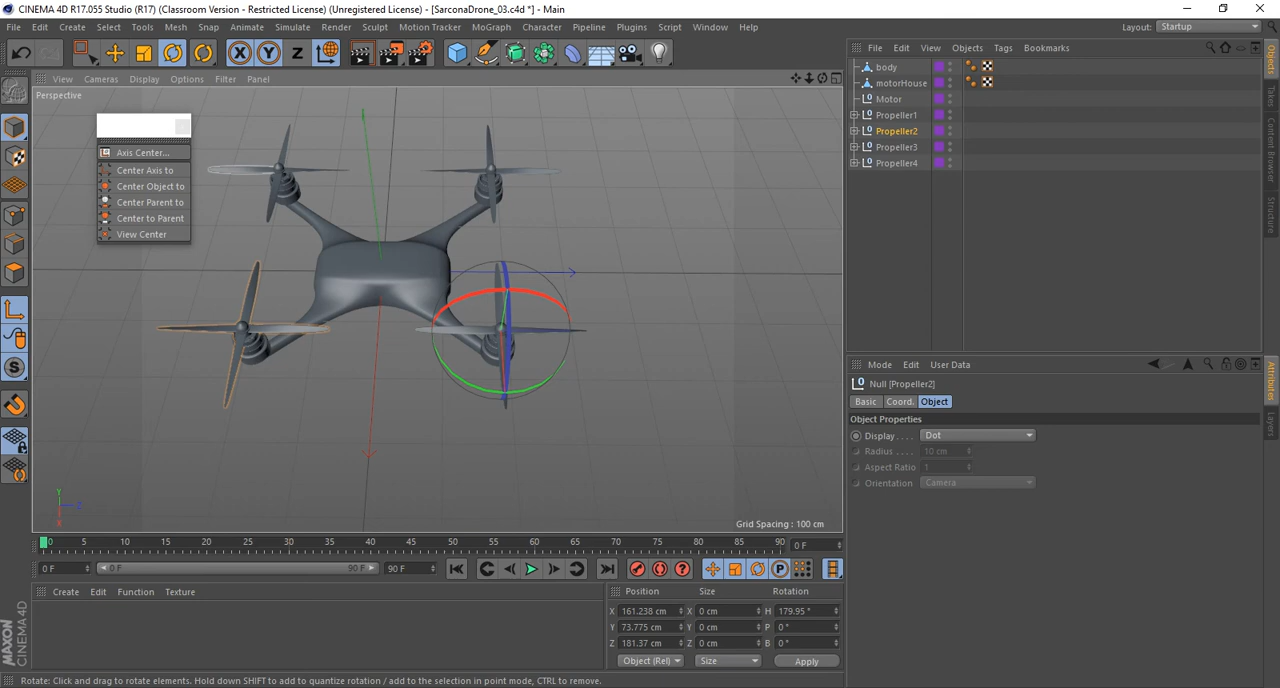 CINEMA 4D R17.055 Studio (R17) (Classroom Version - Restricted License) (Unregistered License) - [SarconaDrone_03.c4d *] - Main
File Edit Create Select Tools Mesh Snap Animate Simulate Render Sculpt Motion Tracker MoGraph Character Pipeline Plugins Script Window Help Layout: Startup
File Edit View Objects Tags Bookmarks
View Cameras Display Options Filter Panel
Perspective
body
motorHouse
Motor
Propeller1
Propeller2
Propeller3
Propeller4
Axis Center...
Center Axis to
Center Object to
Center Parent to
Center to Parent
View Center
Objects
Takes
Content Browser
Structure
Mode Edit User Data
Null [Propeller2]
Basic Coord. Object
Object Properties
Display . . . . Dot
Radius . . . . 10 cm
Aspect Ratio 1
Orientation Camera
Attributes
Layers
Y
Z
X
Grid Spacing : 100 cm
0 5 10 15 20 25 30 35 40 45 50 55 60 65 70 75 80 85 90 0 F
0 F 0 F 90 F 90 F
Create Edit Function Texture
Position Size Rotation
X 161.238 cm X 0 cm H 179.95 °
Y 73.775 cm Y 0 cm P 0 °
Z 181.37 cm Z 0 cm B 0 °
Object (Rel) Size Apply
MAXON CINEMA 4D
Rotate: Click and drag to rotate elements. Hold down SHIFT to add to quantize rotation / add to the selection in point mode, CTRL to remove.